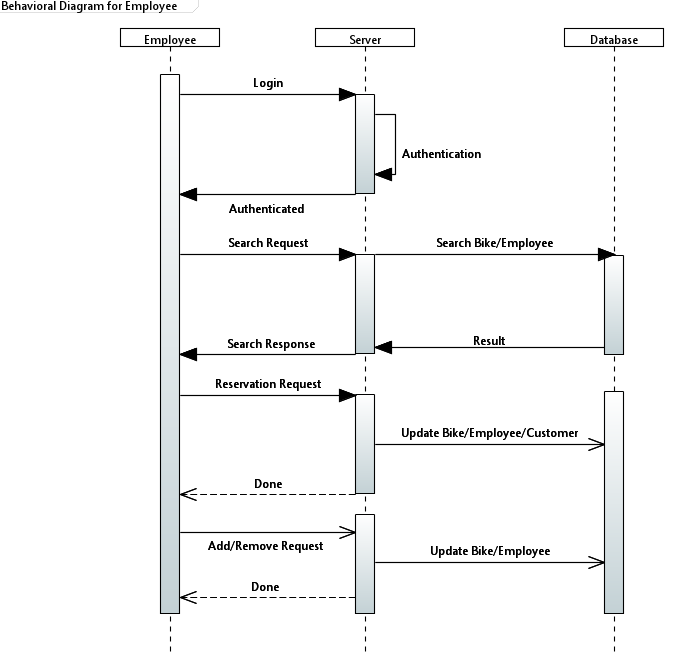 Behavioral Diagram for Employee
Employee
Server
Database
Login
Authentication
Authenticated
Search Request
Search Bike/Employee
Result
Search Response
Reservation Request
Update Bike/Employee/Customer
Done
Add/Remove Request
Update Bike/Employee
Done